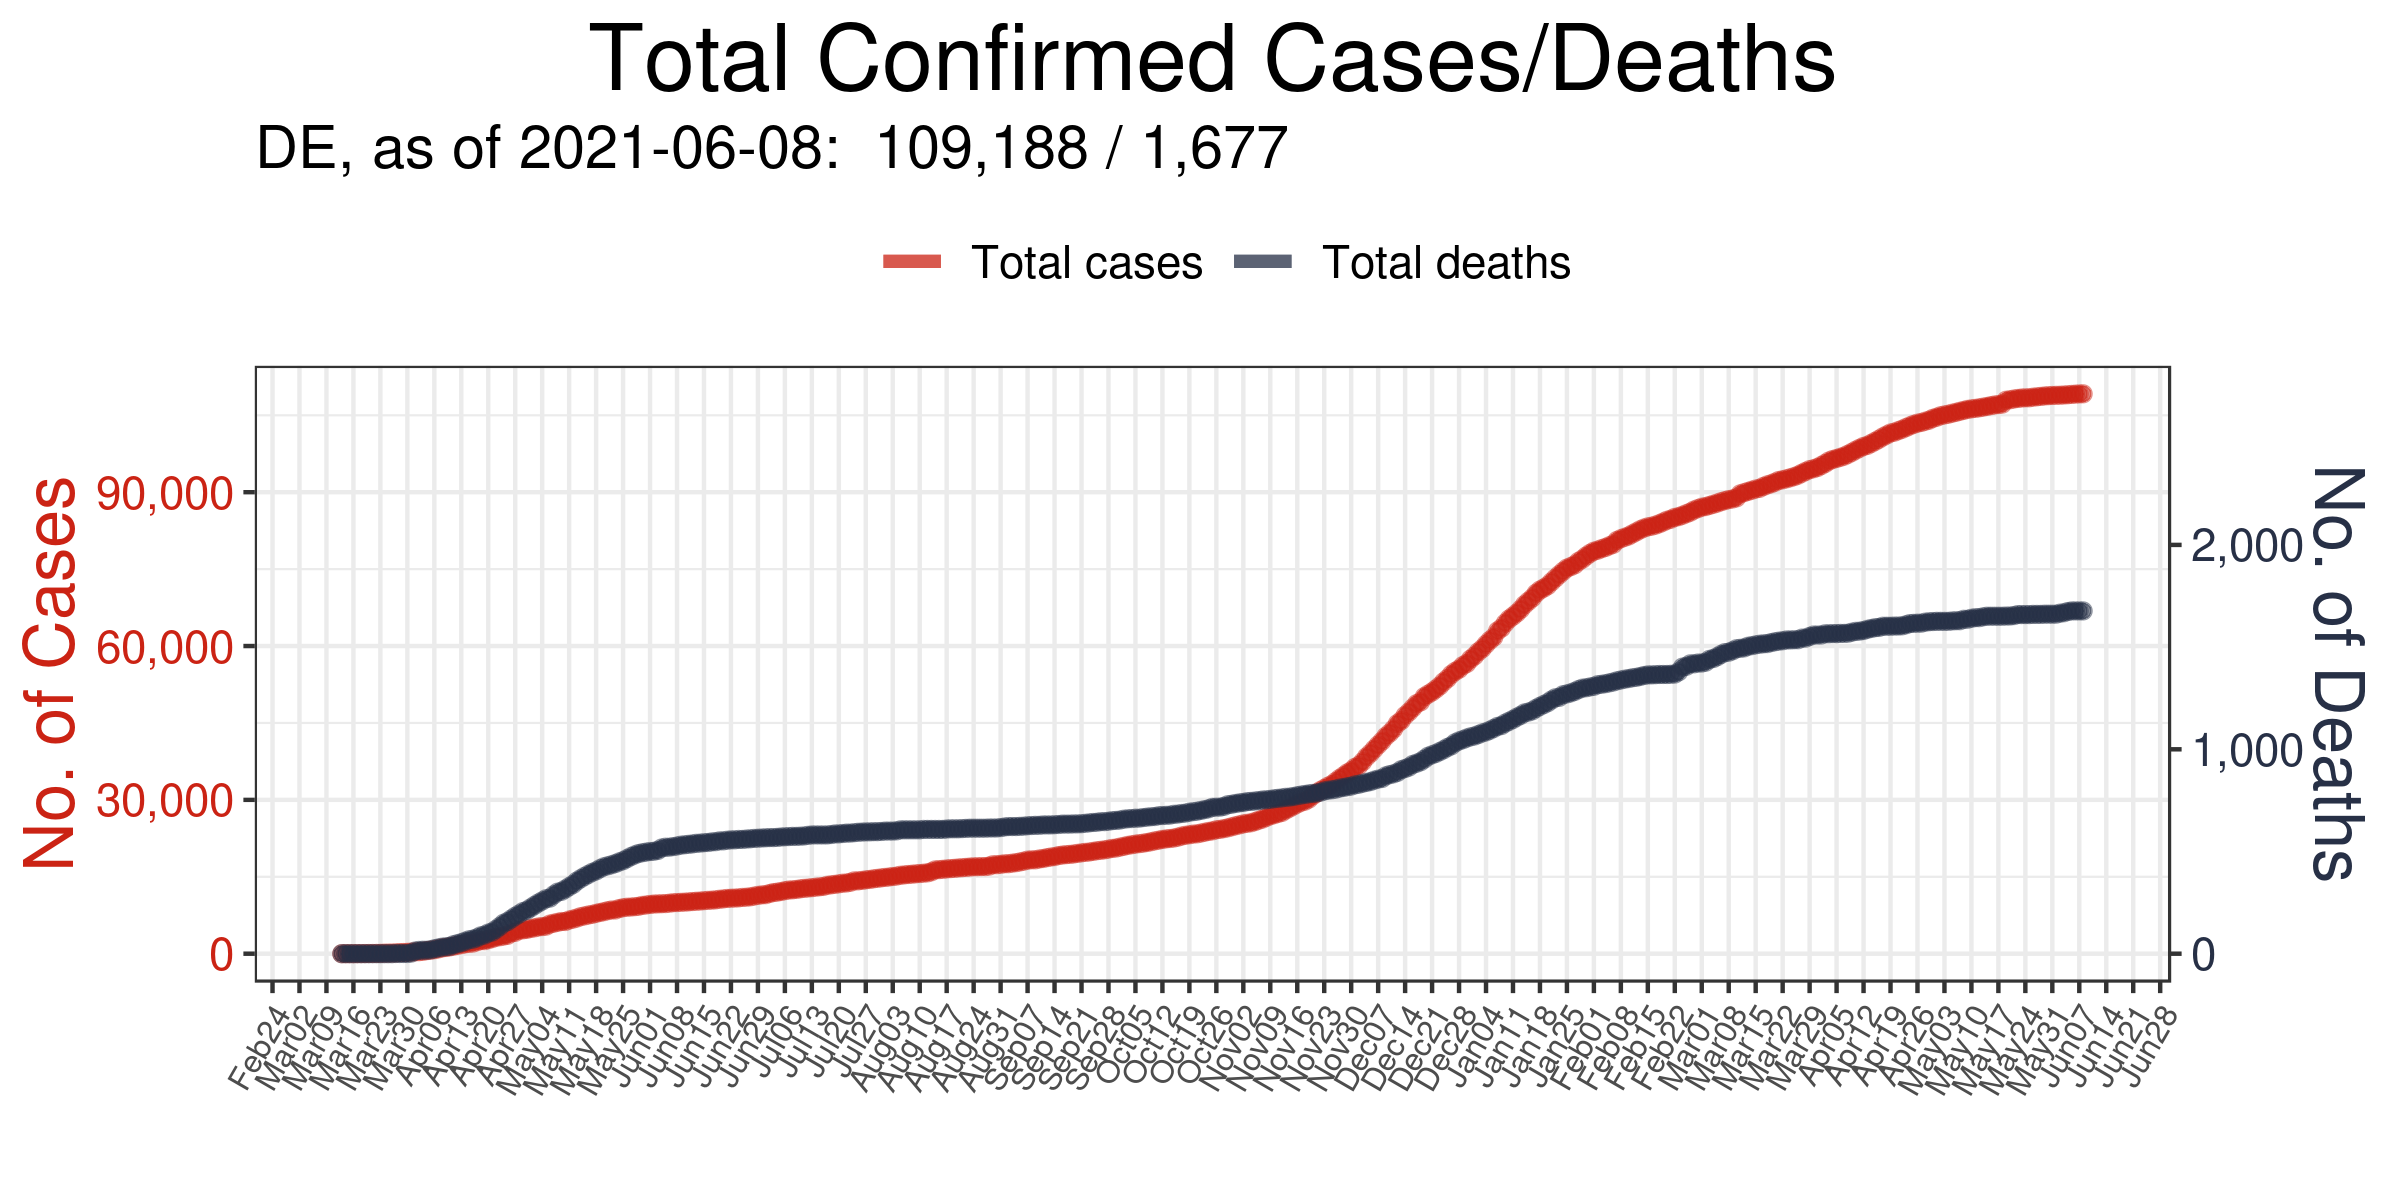 Total Confirmed Cases/Deaths
DE, as of 2021-06-08: 109,188 / 1,677
Total cases
Total deaths
No. of Cases
90,000
60,000
30,000
0
2,000
1,000
0
No. of Deaths
Feb24
Mar02
Mar09
Mar16
Mar23
Mar30
Apr06
Apr13
Apr20
Apr27
May04
May11
May18
May25
Jun01
Jun08
Jun15
Jun22
Jun29
Jul06
Jul13
Jul20
Jul27
Aug03
Aug10
Aug17
Aug24
Aug31
Sep07
Sep14
Sep21
Sep28
Oct05
Oct12
Oct19
Oct26
Nov02
Nov09
Nov16
Nov23
Nov30
Dec07
Dec14
Dec21
Dec28
Jan04
Jan11
Jan18
Jan25
Feb01
Feb08
Feb15
Feb22
Mar01
Mar08
Mar15
Mar22
Mar29
Apr05
Apr12
Apr19
Apr26
May03
May10
May17
May24
May31
Jun07
Jun14
Jun21
Jun28